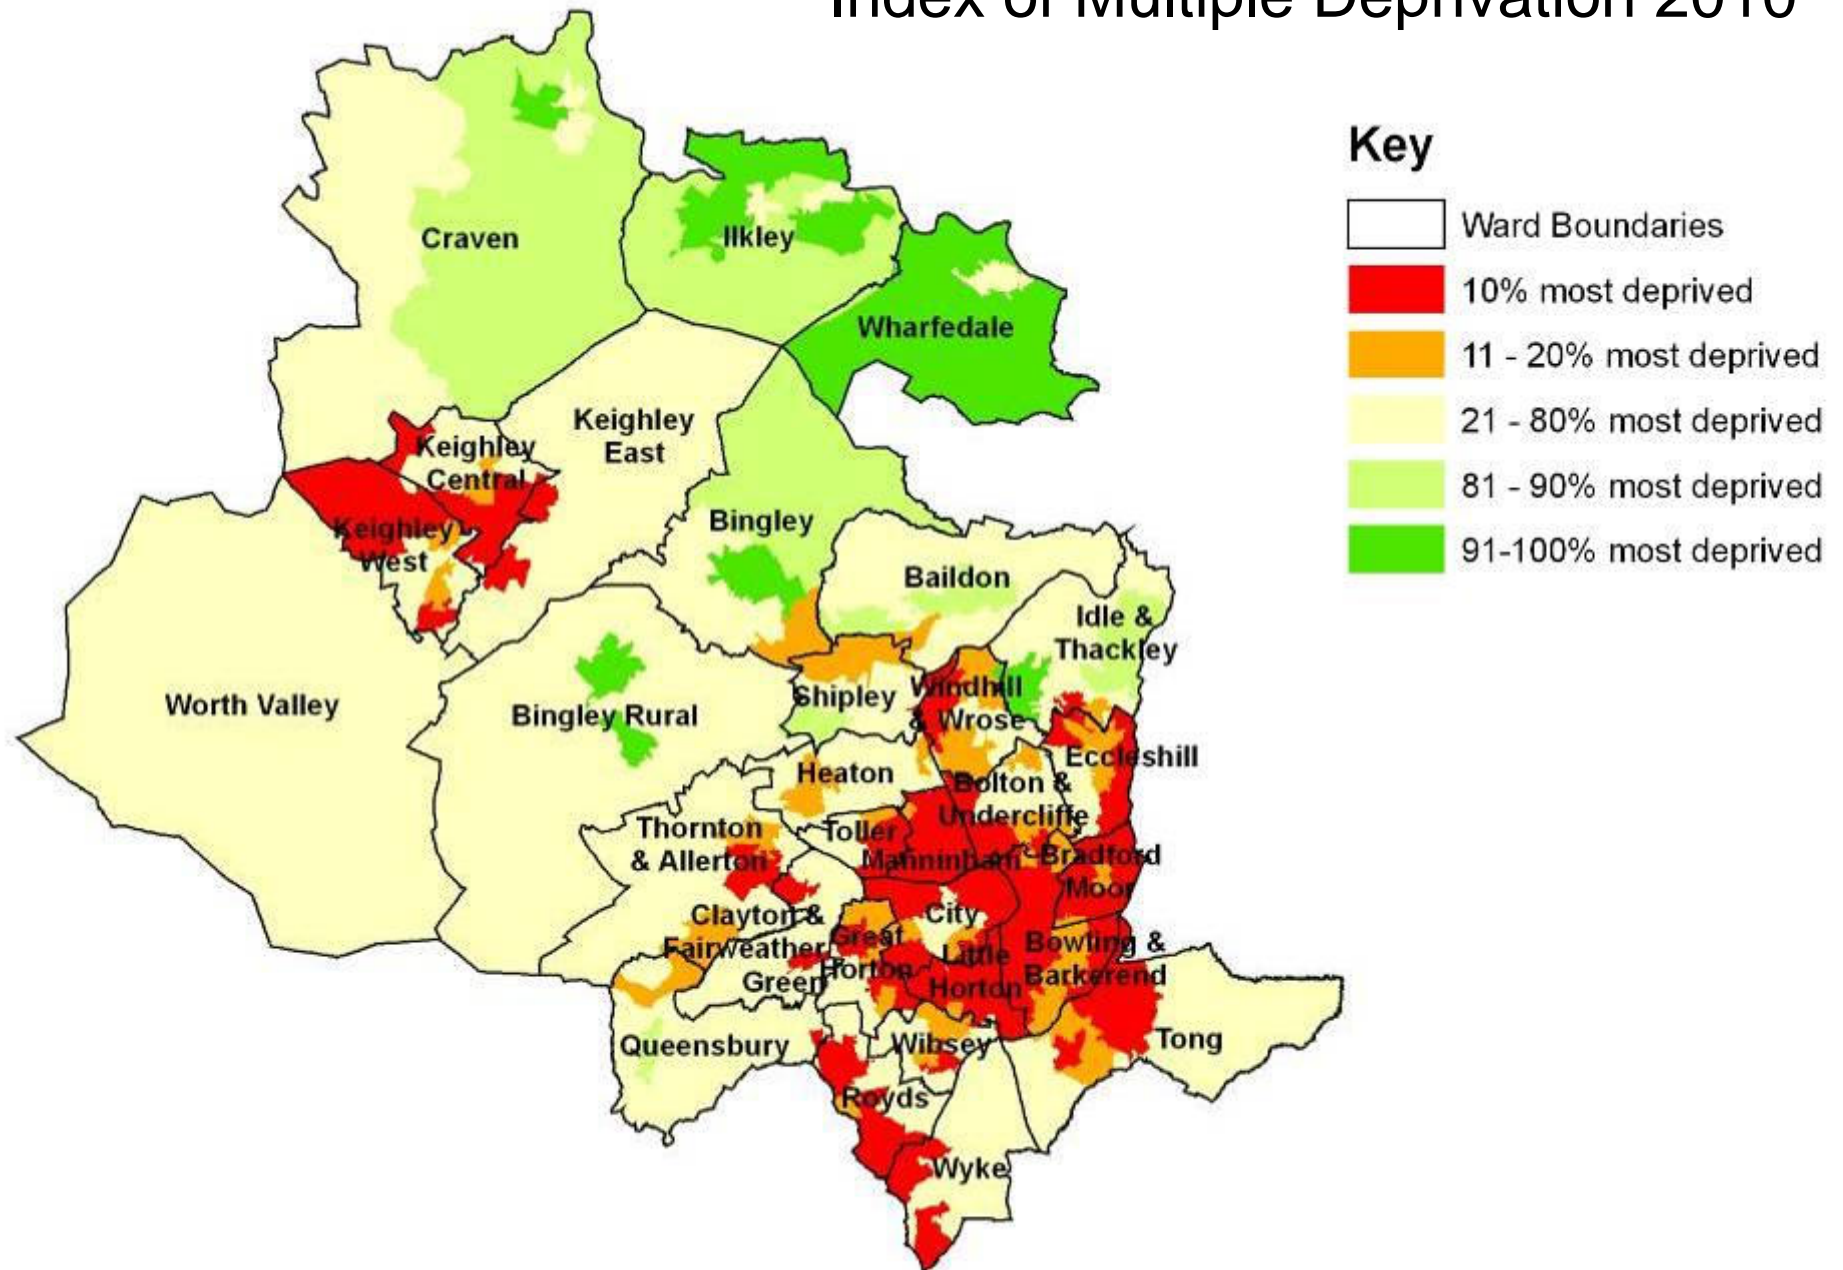 Index of Multiple Deprivation 2010
Key
Ward Boundaries
10% most deprived
11 - 20% most deprived
21 - 80% most deprived
81 - 90% most deprived
91-100% most deprived
Craven
Ilkley
Wharfedale
Keighley
East
Keighley
Central
Keighley
West
Bingley
Baildon
Idle &
Thackley
Worth Valley
Bingley Rural
Shipley
Windhill
& Wrose
Eccleshill
Heaton
Bolton &
Undercliffe
Thornton
& Allerton
Toller
Manningham
Bradford
Moor
Clayton &
Fairweather
Green
City
Great
Horton
Little
Horton
Bowling &
Barkerend
Queensbury
Wibsey
Tong
Royds
Wyke